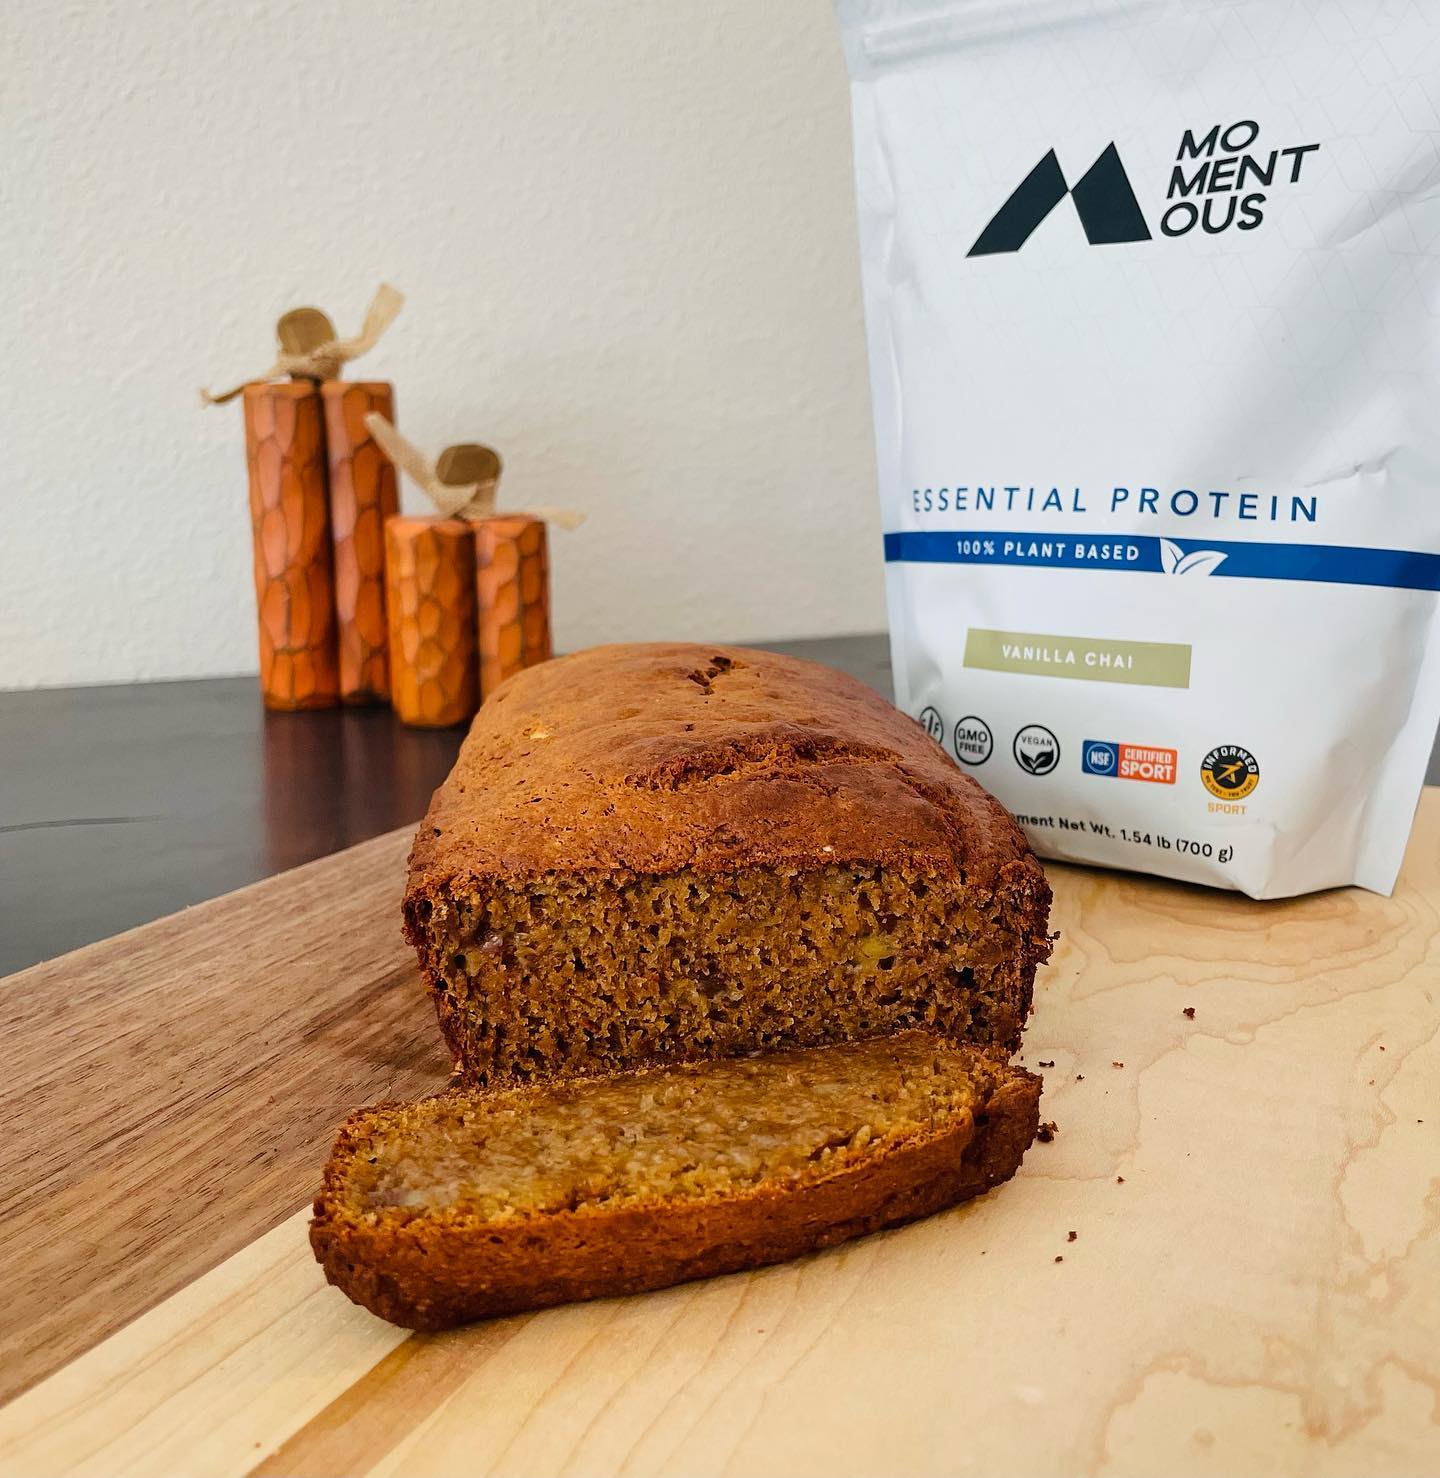 MO
MENT
OUS
ESSENTIAL PROTEIN
100% PLANT BASED
VANILLA CHAI
GMO
FREE
VEGAN
NSF
CERTIFIED
SPORT
INFORMED
SPORT
Net Wt. 1.54 lb (700 g)